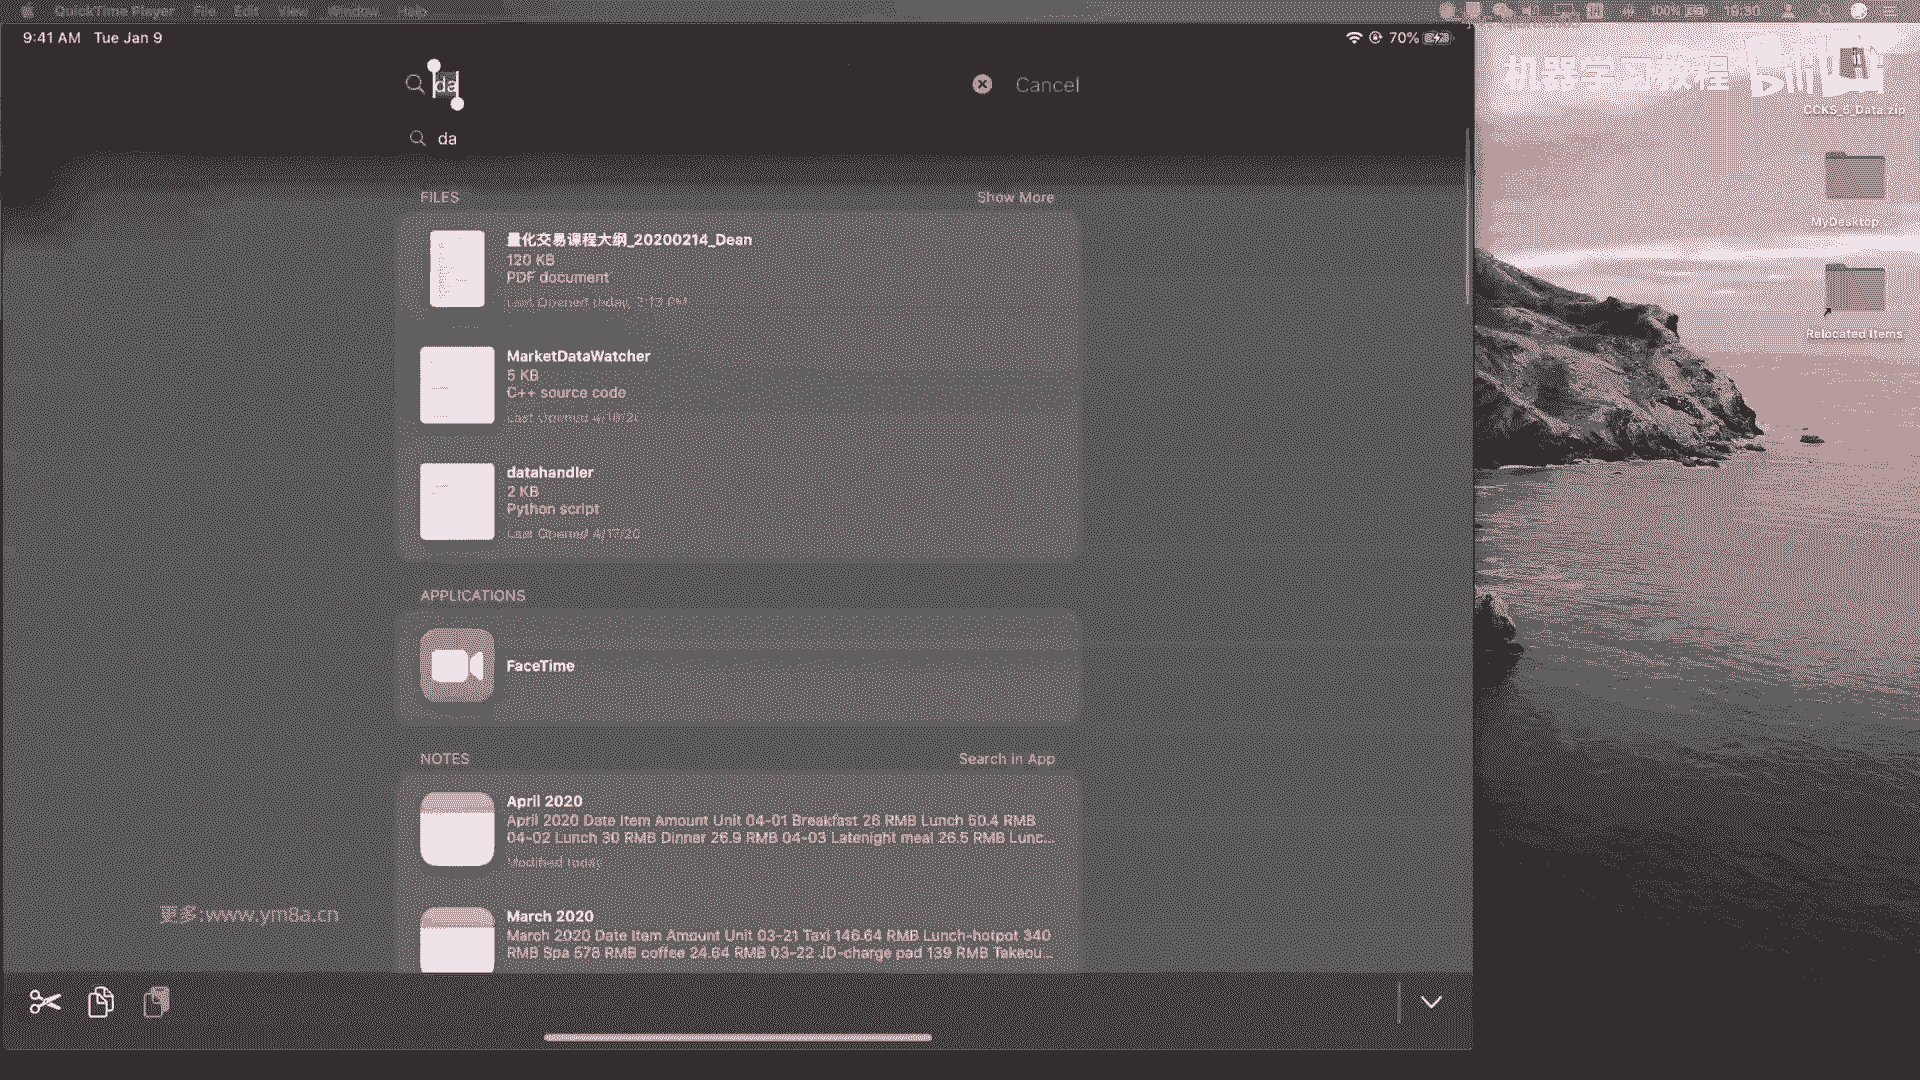 QuickTime Player File Edit View Window Help
100% 16:30
9:41 AM Tue Jan 9
70%
da
Cancel
da
机器学习教程
bilibili
CCKS_5_Data.zip
MyDesktop
Relocated Items
FILES
Show More
量化交易课程大纲_20200214_Dean
120 KB
PDF document
Last Opened today, 7:13 PM
MarketDataWatcher
5 KB
C++ source code
Last Opened 4/18/20
datahandler
2 KB
Python script
Last Opened 4/17/20
APPLICATIONS
FaceTime
NOTES
Search in App
April 2020
April 2020 Date Item Amount Unit 04-01 Breakfast 26 RMB Lunch 50.4 RMB
04-02 Lunch 30 RMB Dinner 26.9 RMB 04-03 Latenight meal 26.5 RMB Lunc...
Modified today
March 2020
March 2020 Date Item Amount Unit 03-21 Taxi 146.64 RMB Lunch-hotpot 340
RMB Spa 578 RMB coffee 24.64 RMB 03-22 JD-charge pad 139 RMB Takeou...
更多:www.ym8a.cn